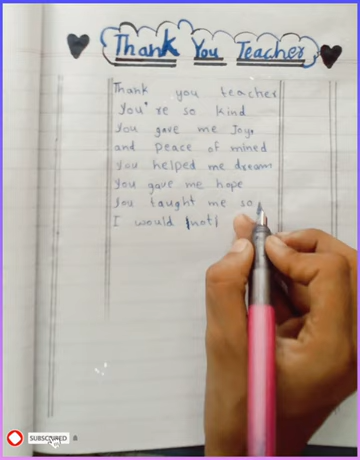 Thank You Teacher
Thank you teacher
You're so kind
You gave me Joy,
and peace of mined
You helped me dream
You gave me hope
You taught me so
I would not
SUBSCRIBED